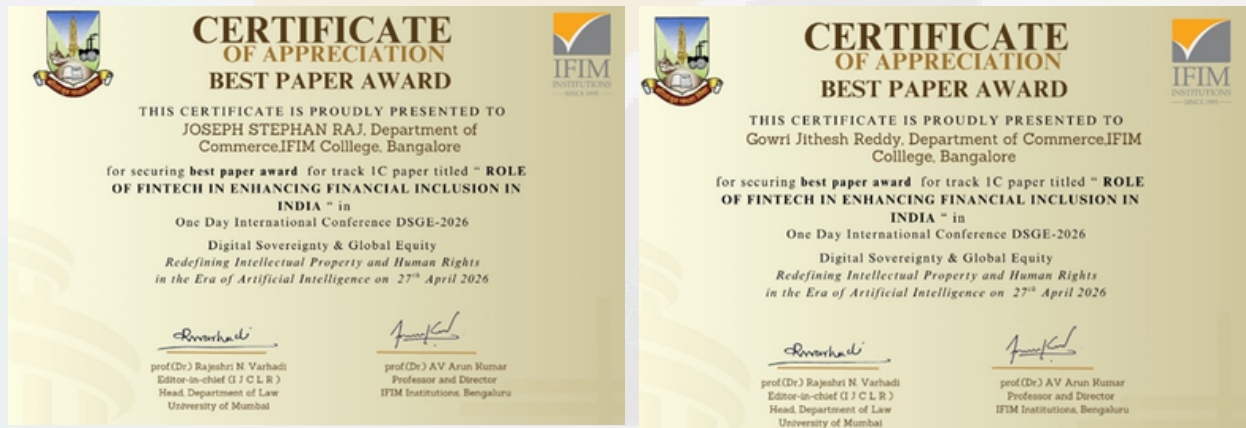 CERTIFICATE
OF APPRECIATION
BEST PAPER AWARD
IFIM
INSTITUTIONS
SINCE 1995
THIS CERTIFICATE IS PROUDLY PRESENTED TO
JOSEPH STEPHAN RAJ, Department of
Commerce,IFIM Colllege, Bangalore
for securing best paper award for track 1C paper titled “ ROLE
OF FINTECH IN ENHANCING FINANCIAL INCLUSION IN
INDIA “ in
One Day International Conference DSGE-2026
Digital Sovereignty & Global Equity
Redefining Intellectual Property and Human Rights
in the Era of Artificial Intelligence on 27th April 2026
prof.(Dr.) Rajeshri N. Varhadi
Editor-in-chief (I J C L R )
Head, Department of Law
University of Mumbai
prof.(Dr.) AV Arun Kumar
Professor and Director
IFIM Institutions, Bengaluru
CERTIFICATE
OF APPRECIATION
BEST PAPER AWARD
IFIM
INSTITUTIONS
SINCE 1995
THIS CERTIFICATE IS PROUDLY PRESENTED TO
Gowri Jithesh Reddy, Department of Commerce,IFIM
Colllege, Bangalore
for securing best paper award for track 1C paper titled “ ROLE
OF FINTECH IN ENHANCING FINANCIAL INCLUSION IN
INDIA “ in
One Day International Conference DSGE-2026
Digital Sovereignty & Global Equity
Redefining Intellectual Property and Human Rights
in the Era of Artificial Intelligence on 27th April 2026
prof.(Dr.) Rajeshri N. Varhadi
Editor-in-chief (I J C L R )
Head, Department of Law
University of Mumbai
prof.(Dr.) AV Arun Kumar
Professor and Director
IFIM Institutions, Bengaluru